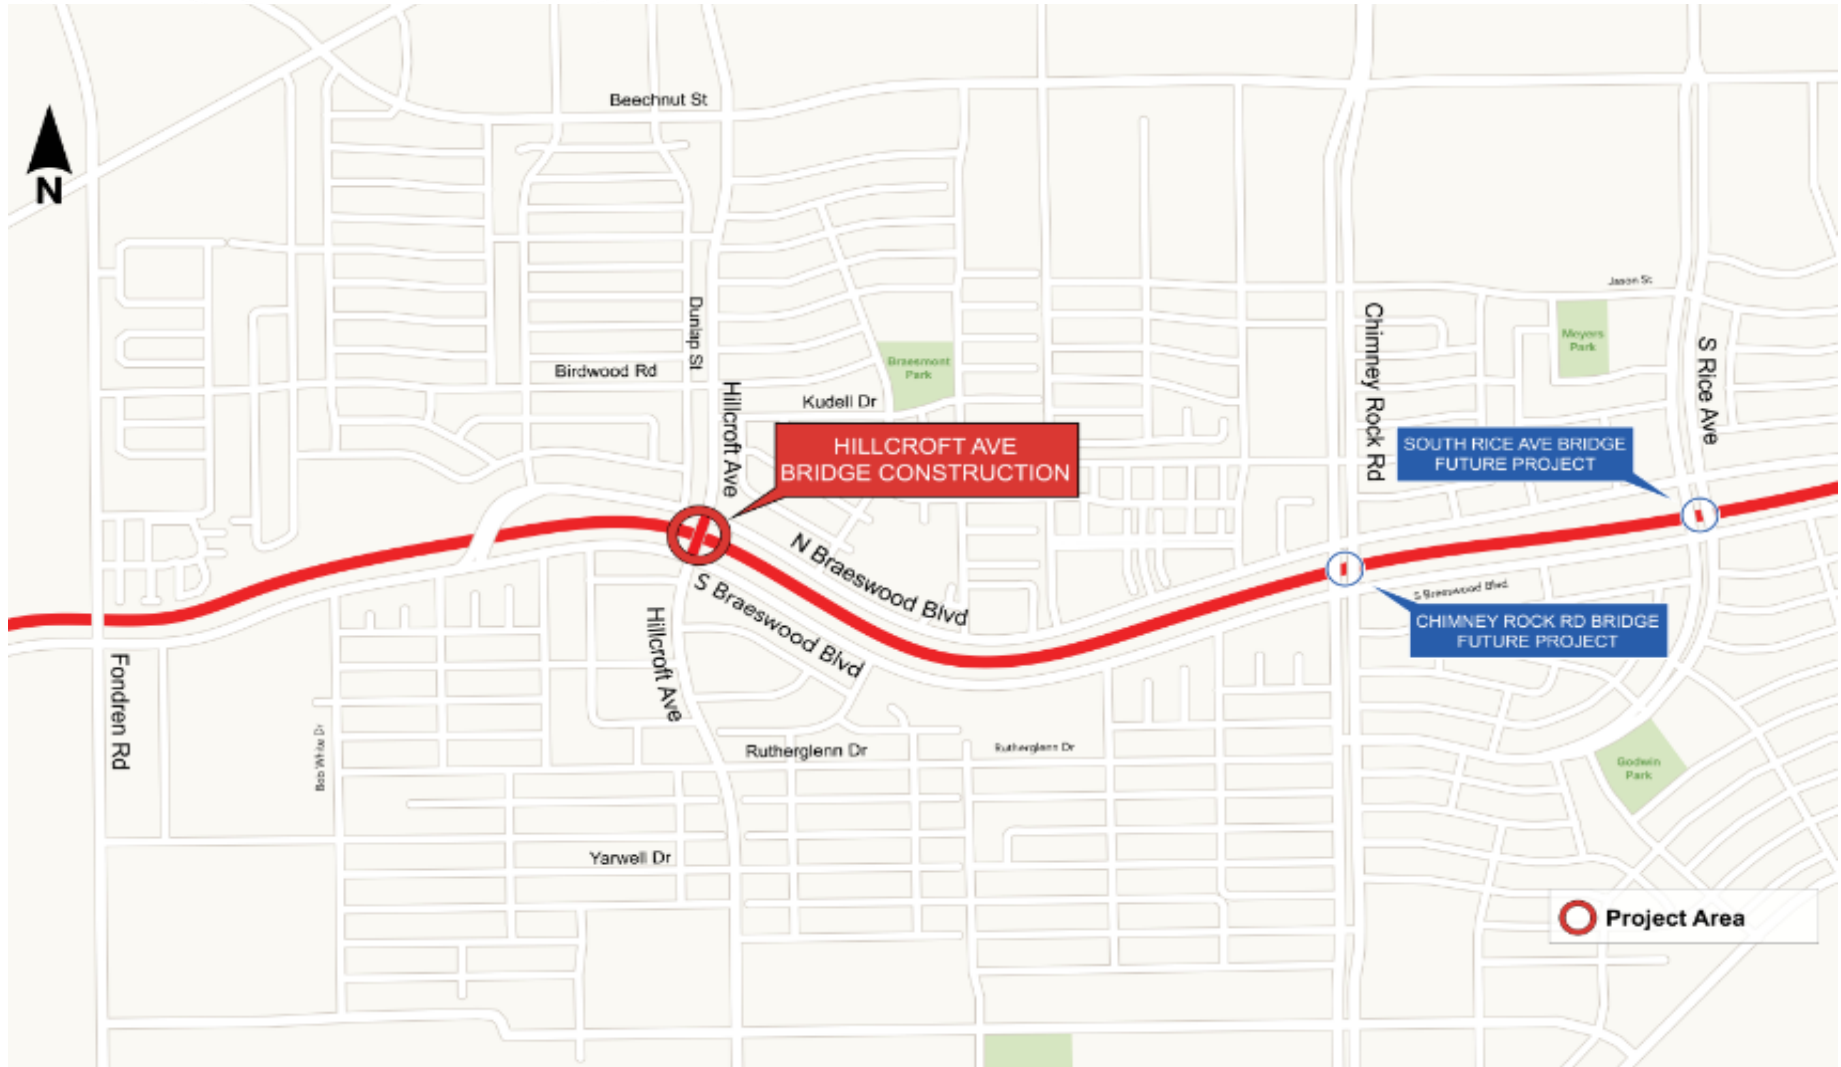 Beechnut St
N
Jason St
Dunlap St
Chimney Rock Rd
Meyers
Park
S Rice Ave
Braesmont
Park
Birdwood Rd
Hillcroft Ave
Kudell Dr
HILLCROFT AVE
BRIDGE CONSTRUCTION
SOUTH RICE AVE BRIDGE
FUTURE PROJECT
N Braeswood Blvd
S Braeswood Blvd
S Braeswood Blvd
CHIMNEY ROCK RD BRIDGE
FUTURE PROJECT
Hillcroft Ave
Fondren Rd
Bob White Dr
Rutherglenn Dr
Rutherglenn Dr
Godwin
Park
Yarwell Dr
Project Area